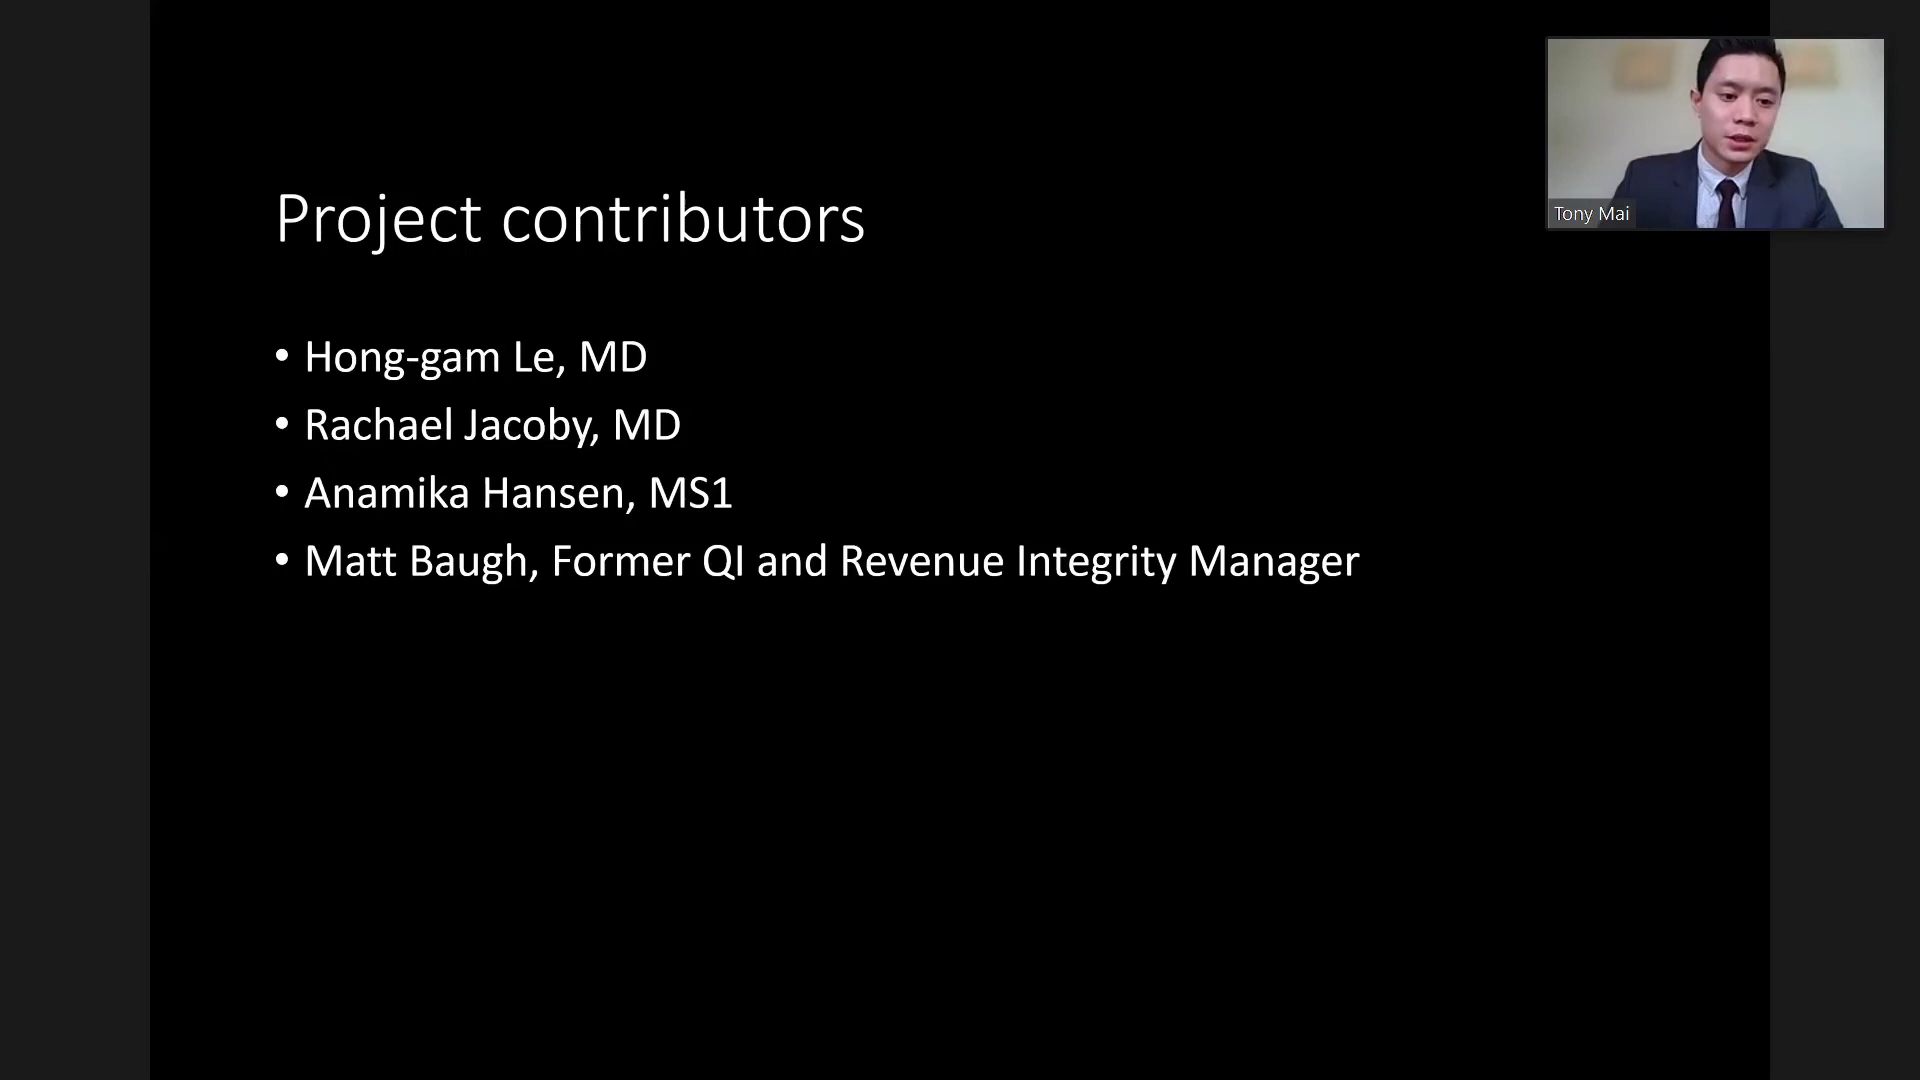 Project contributors
• Hong-gam Le, MD
• Rachael Jacoby, MD
• Anamika Hansen, MS1
• Matt Baugh, Former QI and Revenue Integrity Manager
Tony Mai